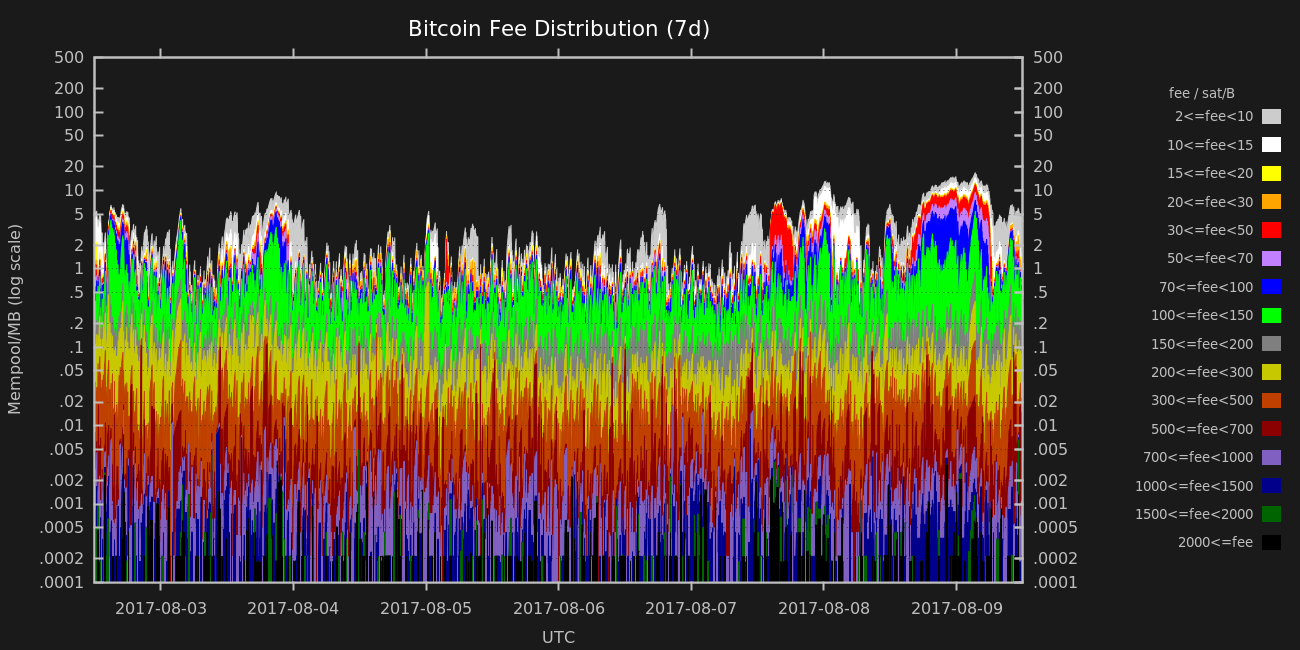 Bitcoin Fee Distribution (7d)
500
200
100
50
20
10
5
2
1
.5
.2
.1
.05
.02
.01
.005
.002
.001
.0005
.0002
.0001
Mempool/MB (log scale)
500
200
100
50
20
10
5
2
1
.5
.2
.1
.05
.02
.01
.005
.002
.001
.0005
.0002
.0001
2017-08-03 2017-08-04 2017-08-05 2017-08-06 2017-08-07 2017-08-08 2017-08-09
UTC
fee / sat/B
2<=fee<10
10<=fee<15
15<=fee<20
20<=fee<30
30<=fee<50
50<=fee<70
70<=fee<100
100<=fee<150
150<=fee<200
200<=fee<300
300<=fee<500
500<=fee<700
700<=fee<1000
1000<=fee<1500
1500<=fee<2000
2000<=fee